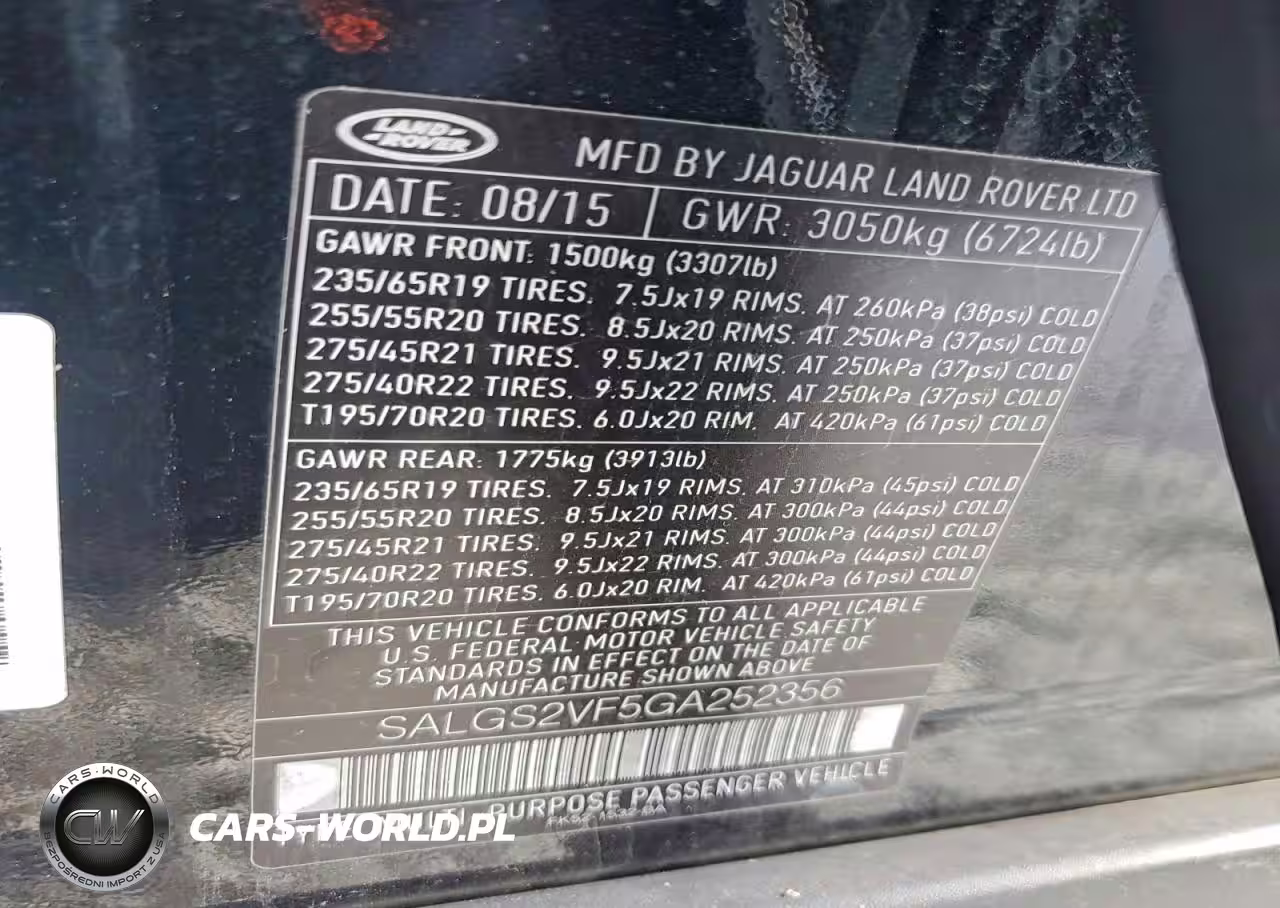 LAND ROVER
MFD BY JAGUAR LAND ROVER LTD
DATE: 08/15 GWR: 3050kg (6724lb)
GAWR FRONT: 1500kg (3307lb)
235/65R19 TIRES. 7.5Jx19 RIMS. AT 260kPa (38psi) COLD
255/55R20 TIRES. 8.5Jx20 RIMS. AT 250kPa (37psi) COLD
275/45R21 TIRES. 9.5Jx21 RIMS. AT 250kPa (37psi) COLD
275/40R22 TIRES. 9.5Jx22 RIMS. AT 250kPa (37psi) COLD
T195/70R20 TIRES. 6.0Jx20 RIM. AT 420kPa (61psi) COLD
GAWR REAR: 1775kg (3913lb)
235/65R19 TIRES. 7.5Jx19 RIMS. AT 310kPa (45psi) COLD
255/55R20 TIRES. 8.5Jx20 RIMS. AT 300kPa (44psi) COLD
275/45R21 TIRES. 9.5Jx21 RIMS. AT 300kPa (44psi) COLD
275/40R22 TIRES. 9.5Jx22 RIMS. AT 300kPa (44psi) COLD
T195/70R20 TIRES. 6.0Jx20 RIM. AT 420kPa (61psi) COLD
THIS VEHICLE CONFORMS TO ALL APPLICABLE
U.S. FEDERAL MOTOR VEHICLE SAFETY
STANDARDS IN EFFECT ON THE DATE OF
MANUFACTURE SHOWN ABOVE
SALGS2VF5GA252356
PURPOSE PASSENGER VEHICLE
CARS-WORLD
CW
BEZPOŚREDNI IMPORT Z USA
CARS-WORLD.PL